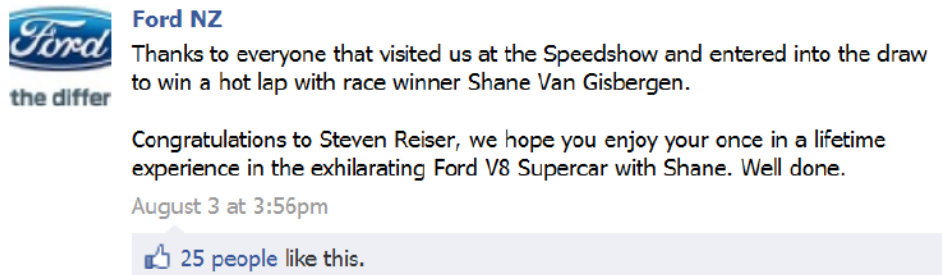 Ford
the differ
Ford NZ
Thanks to everyone that visited us at the Speedshow and entered into the draw
to win a hot lap with race winner Shane Van Gisbergen.
Congratulations to Steven Reiser, we hope you enjoy your once in a lifetime
experience in the exhilarating Ford V8 Supercar with Shane. Well done.
August 3 at 3:56pm
25 people like this.